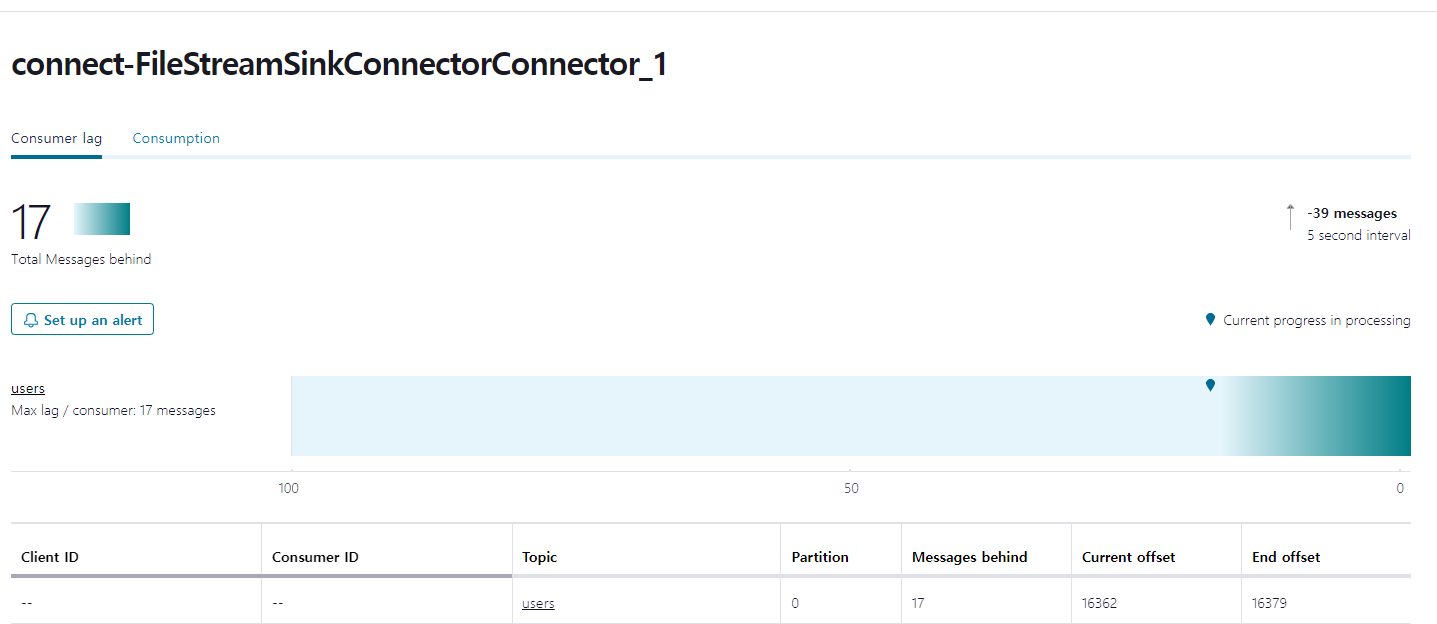 connect-FileStreamSinkConnectorConnector_1
Consumer lag Consumption
17
Total Messages behind
-39 messages
5 second interval
Set up an alert
Current progress in processing
users
Max lag / consumer: 17 messages
100 50 0
Client ID Consumer ID Topic Partition Messages behind Current offset End offset
-- -- users 0 17 16362 16379